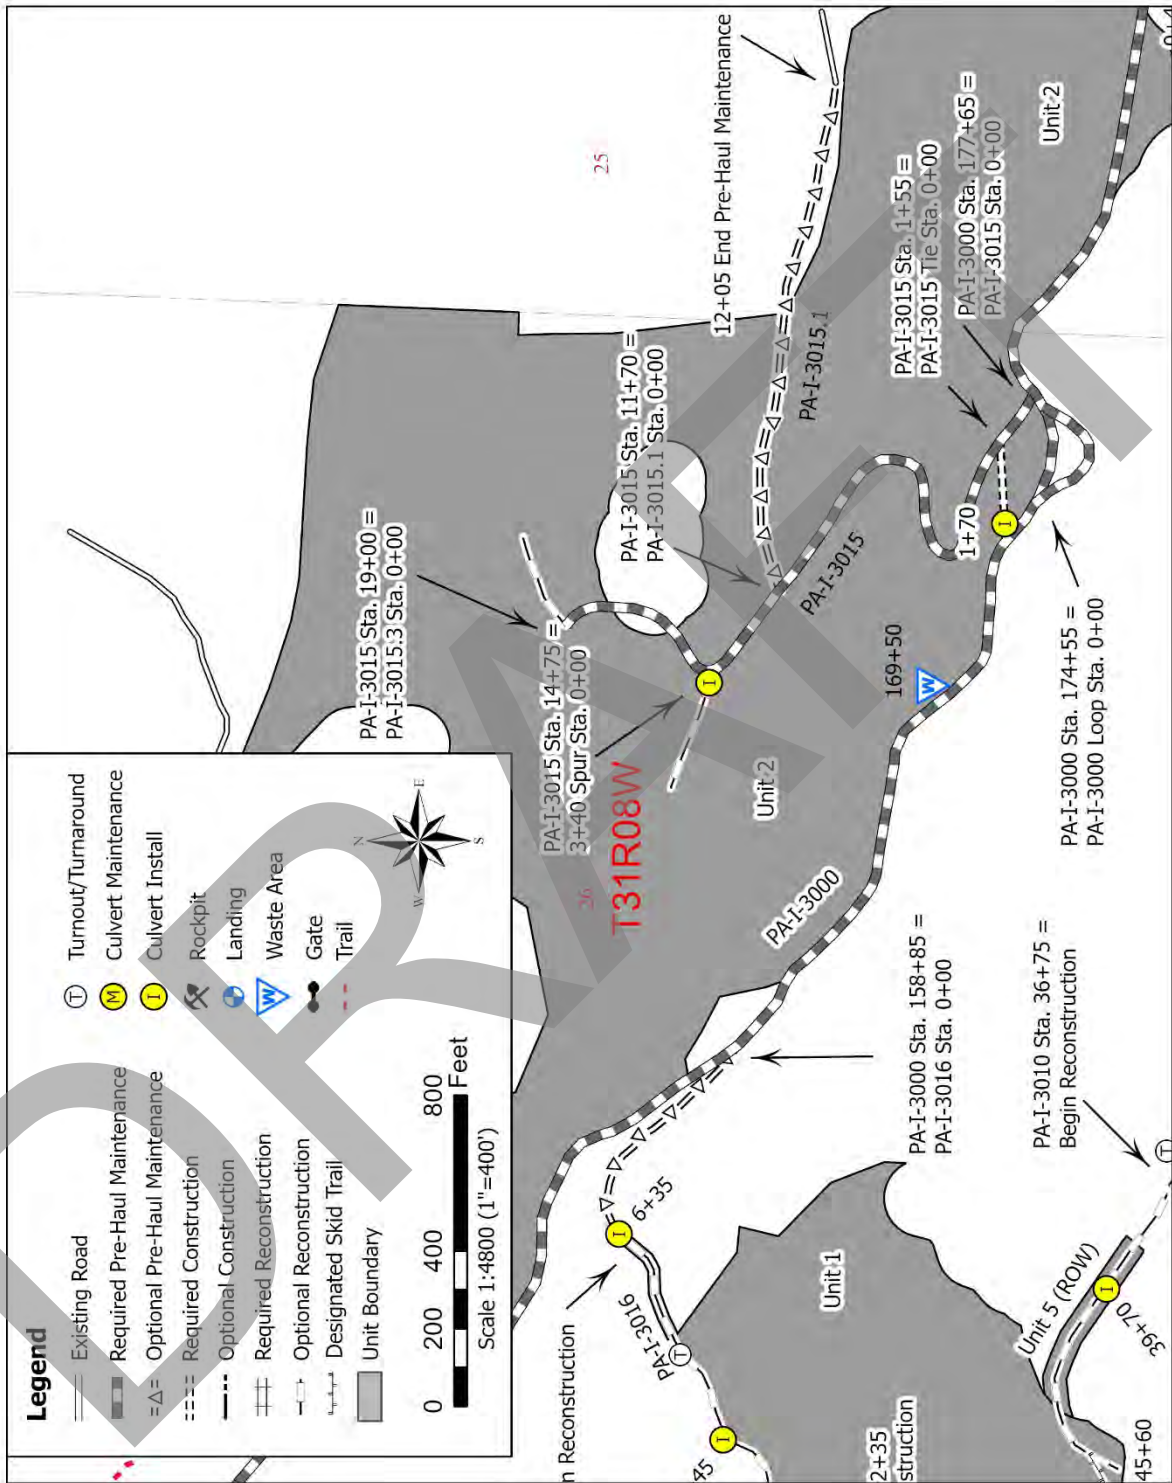 Legend
Existing Road
Required Pre-Haul Maintenance
Optional Pre-Haul Maintenance
Required Construction
Optional Construction
Required Reconstruction
Optional Reconstruction
Designated Skid Trail
Unit Boundary
T Turnout/Turnaround
M Culvert Maintenance
I Culvert Install
Rockpit
Landing
W Waste Area
Gate
Trail
N
E
S
W
0 200 400 800
Feet
Scale 1:4800 (1"=400')
25
12+05 End Pre-Haul Maintenance
PA-I-3015 Sta. 19+00 =
PA-I-3015.3 Sta. 0+00
PA-I-3015 Sta. 11+70 =
PA-I-3015.1 Sta. 0+00
PA-I-3015.1
PA-I-3015 Sta. 1+55 =
PA-I-3015 Tie Sta. 0+00
PA-I-3000 Sta. 177+65 =
PA-I-3015 Sta. 0+00
Unit 2
PA-I-3015 Sta. 14+75 =
3+40 Spur Sta. 0+00
I
PA-I-3015
1+70
I
26
T31R08W
Unit 2
169+50
W
PA-I-3000 Sta. 174+55 =
PA-I-3000 Loop Sta. 0+00
PA-I-3000
PA-I-3000 Sta. 158+85 =
PA-I-3016 Sta. 0+00
PA-I-3010 Sta. 36+75 =
Begin Reconstruction
T
I
6+35
n Reconstruction
PA-I-3016
T
I
45
Unit 1
2+35
struction
Unit 5 (ROW)
I
39+70
45+60
DRAFT